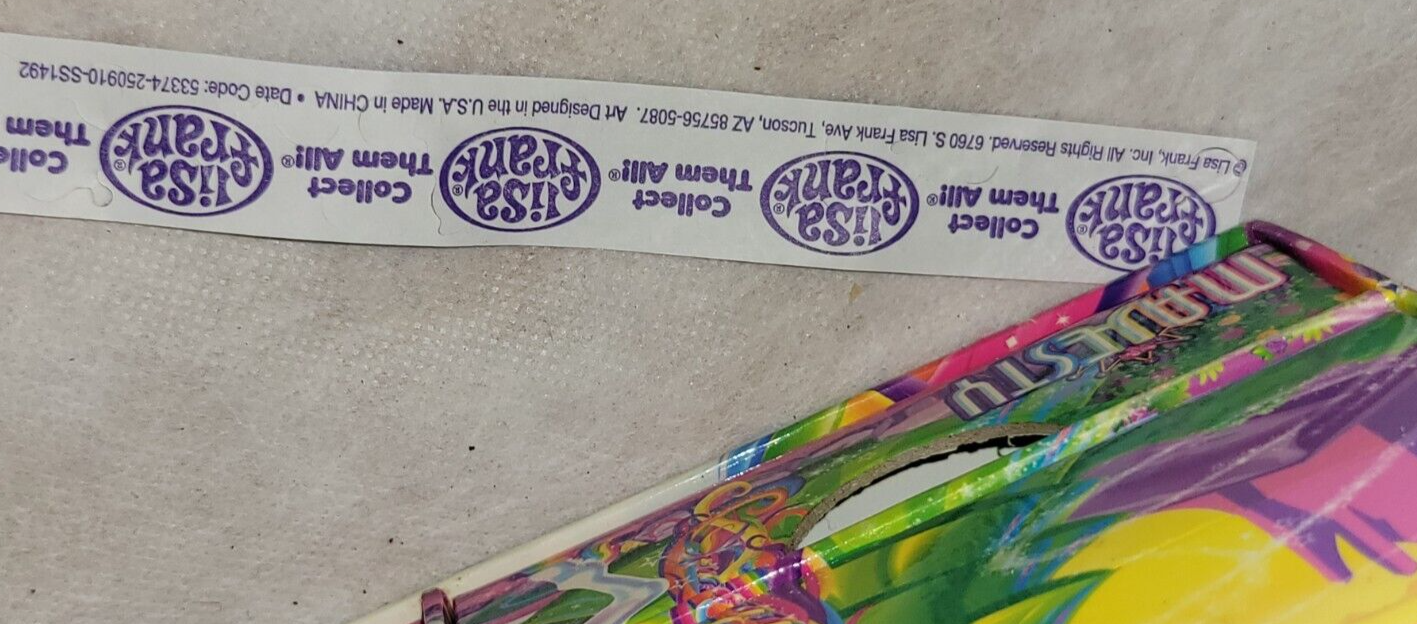 MAJESTY
lisa
frank®
Collect
Them All!®
lisa
frank®
Collect
Them All!®
lisa
frank®
Collect
Them All!®
lisa
frank®
Colle
Them
© Lisa Frank, Inc. All Rights Reserved. 6760 S. Lisa Frank Ave, Tucson, AZ 85756-5087. Art Designed in the U.S.A. Made in CHINA • Date Code: 53374-250910-SS1492